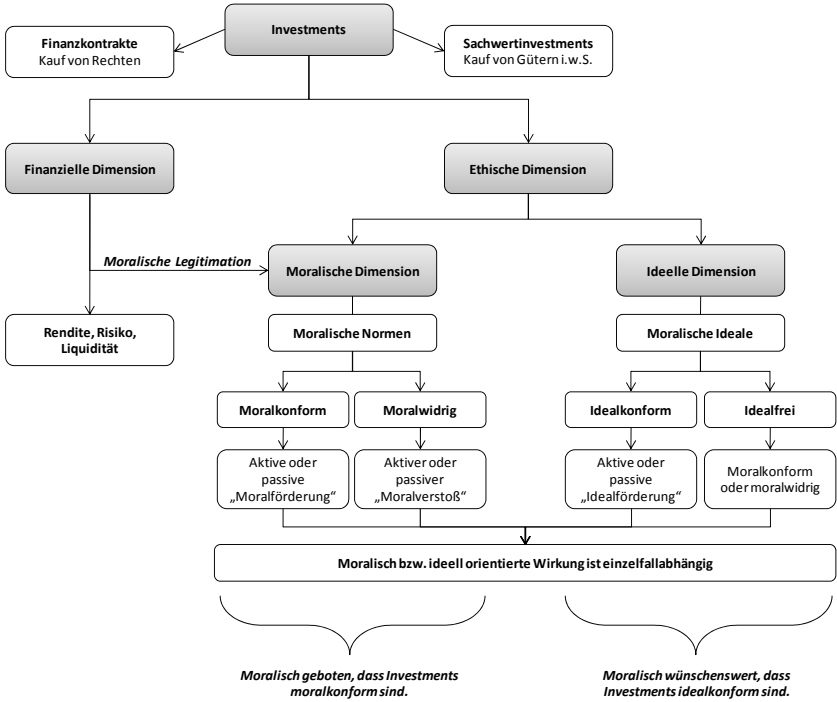 Investments
Finanzkontrakte
Kauf von Rechten
Sachwertinvestments
Kauf von Gütern i.w.S.
Finanzielle Dimension
Ethische Dimension
Moralische Legitimation
Moralische Dimension
Ideelle Dimension
Rendite, Risiko,
Liquidität
Moralische Normen
Moralische Ideale
Moralkonform
Moralwidrig
Idealkonform
Idealfrei
Aktive oder
passive
„Moralförderung“
Aktiver oder
passiver
„Moralverstoß“
Aktive oder
passive
„Idealförderung“
Moralkonform
oder moralwidrig
Moralisch bzw. ideell orientierte Wirkung ist einzelfallabhängig
Moralisch geboten, dass Investments
moralkonform sind.
Moralisch wünschenswert, dass
Investments idealkonform sind.